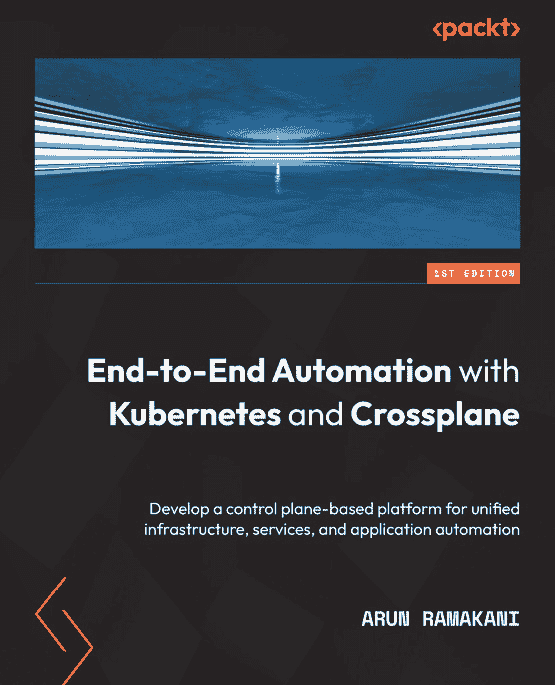 <packt>
1ST EDITION
End-to-End Automation with
Kubernetes and Crossplane
Develop a control plane-based platform for unified
infrastructure, services, and application automation
ARUN RAMAKANI